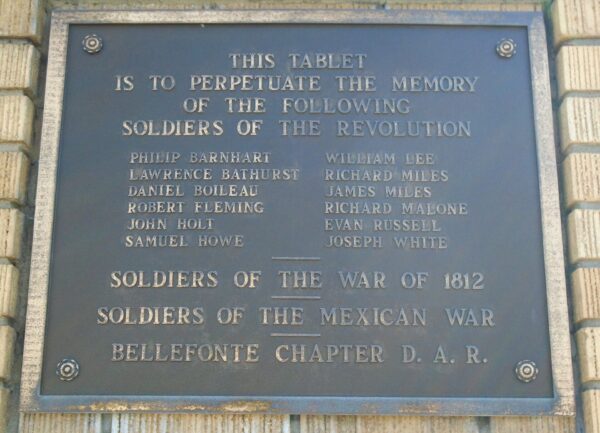 THIS TABLET
IS TO PERPETUATE THE MEMORY
OF THE FOLLOWING
SOLDIERS OF THE REVOLUTION
PHILIP BARNHART
LAWRENCE BATHURST
DANIEL BOILEAU
ROBERT FLEMING
JOHN HOLT
SAMUEL HOWE
WILLIAM LEE
RICHARD MILES
JAMES MILES
RICHARD MALONE
EVAN RUSSELL
JOSEPH WHITE
SOLDIERS OF THE WAR OF 1812
SOLDIERS OF THE MEXICAN WAR
BELLEFONTE CHAPTER D. A. R.